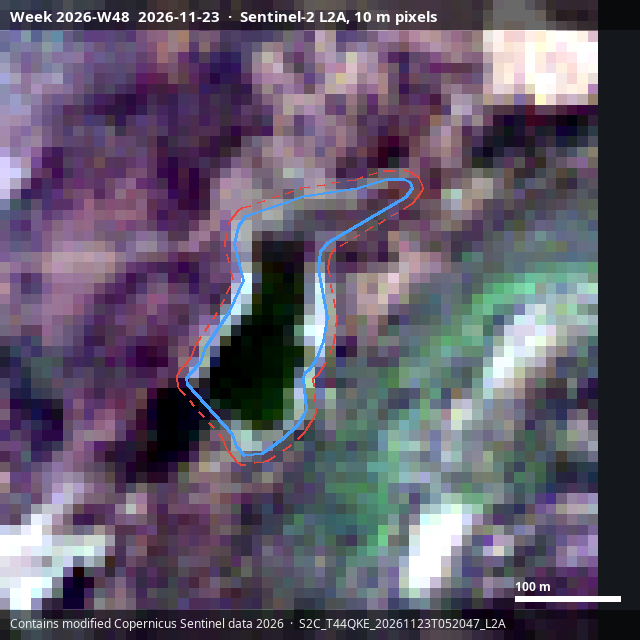 Week 2026-W48  2026-11-23  ·  Sentinel-2 L2A, 10 m pixels
100 m
Contains modified Copernicus Sentinel data 2026  ·  S2C_T44QKE_20261123T052047_L2A